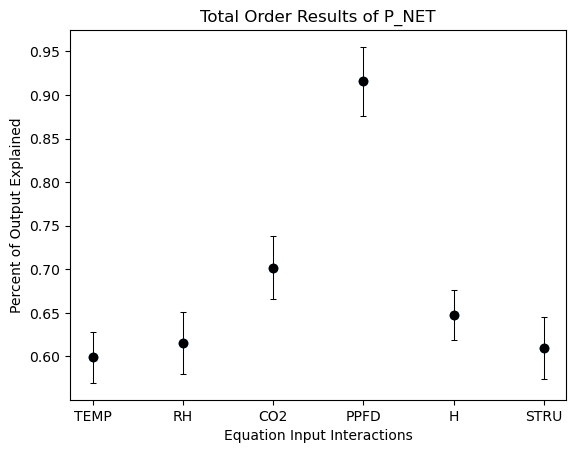 Total Order Results of P_NET
Percent of Output Explained
0.95
0.90
0.85
0.80
0.75
0.70
0.65
0.60
TEMP RH CO2 PPFD H STRU
Equation Input Interactions